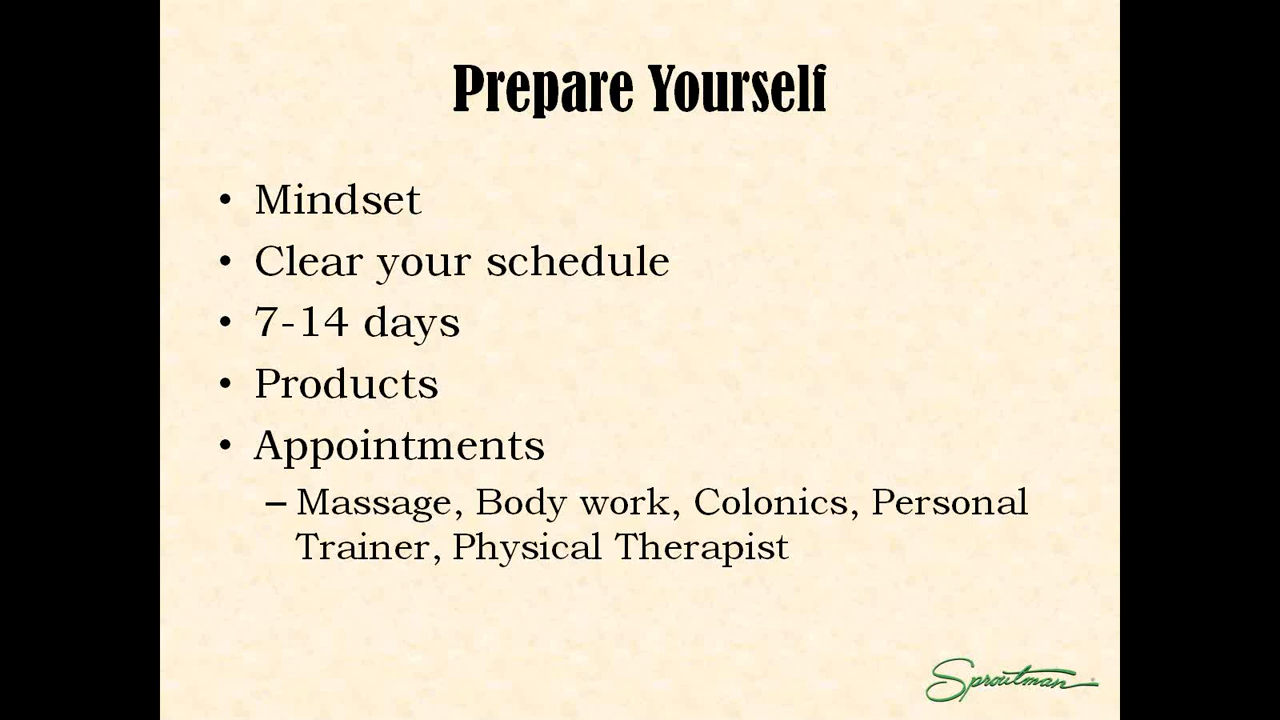 Prepare Yourself
• Mindset
• Clear your schedule
• 7-14 days
• Products
• Appointments
– Massage, Body work, Colonics, Personal
Trainer, Physical Therapist
Sproutman